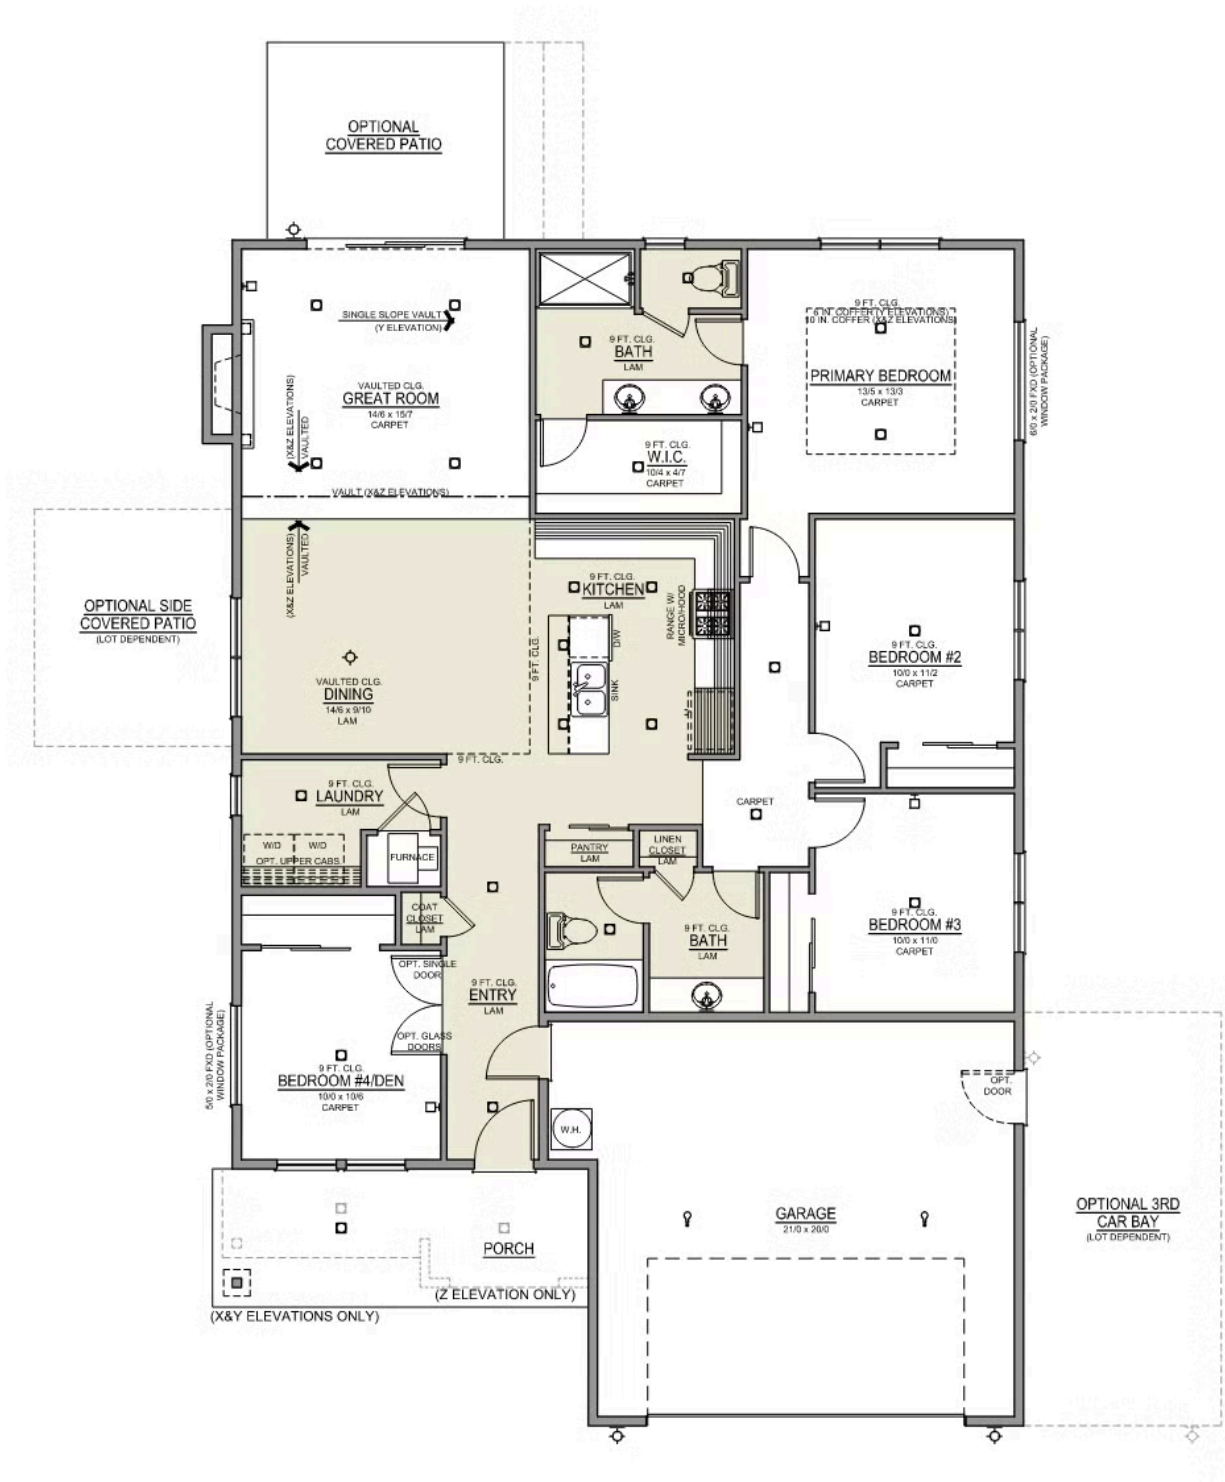 OPTIONAL
COVERED PATIO
SINGLE SLOPE VAULT
(Y ELEVATION)
VAULTED CLG.
GREAT ROOM
14/6 x 15/7
CARPET
(X&Z ELEVATIONS)
VAULTED
VAULT (X&Z ELEVATIONS)
9 FT. CLG.
BATH
LAM
9 FT. CLG.
W.I.C.
10/4 x 4/7
CARPET
9 FT. CLG.
6 IN. COFFER (Y ELEVATIONS)
10 IN. COFFER (X&Z ELEVATIONS)
PRIMARY BEDROOM
13/5 x 13/3
CARPET
6/0 x 2/0 FXD (OPTIONAL
WINDOW PACKAGE)
OPTIONAL SIDE
COVERED PATIO
(LOT DEPENDENT)
(X&Z ELEVATIONS)
VAULTED
VAULTED CLG.
DINING
14/6 x 9/10
LAM
9 FT. CLG.
9 FT. CLG.
KITCHEN
LAM
RANGE W/
MICRO/HOOD
D/W
SINK
9 FT. CLG.
BEDROOM #2
10/0 x 11/2
CARPET
9 FT. CLG.
9 FT. CLG.
LAUNDRY
LAM
W/D
W/D
OPT. UPPER CABS.
FURNACE
CARPET
PANTRY
LAM
LINEN
CLOSET
LAM
COAT
CLOSET
LAM
9 FT. CLG.
BATH
LAM
9 FT. CLG.
BEDROOM #3
10/0 x 11/0
CARPET
OPT. SINGLE
DOOR
9 FT. CLG.
ENTRY
LAM
OPT. GLASS
DOORS
5/0 x 2/0 FXD (OPTIONAL
WINDOW PACKAGE)
9 FT. CLG.
BEDROOM #4/DEN
10/0 x 10/6
CARPET
OPT.
DOOR
W.H.
GARAGE
21/0 x 20/0
OPTIONAL 3RD
CAR BAY
(LOT DEPENDENT)
PORCH
(Z ELEVATION ONLY)
(X&Y ELEVATIONS ONLY)